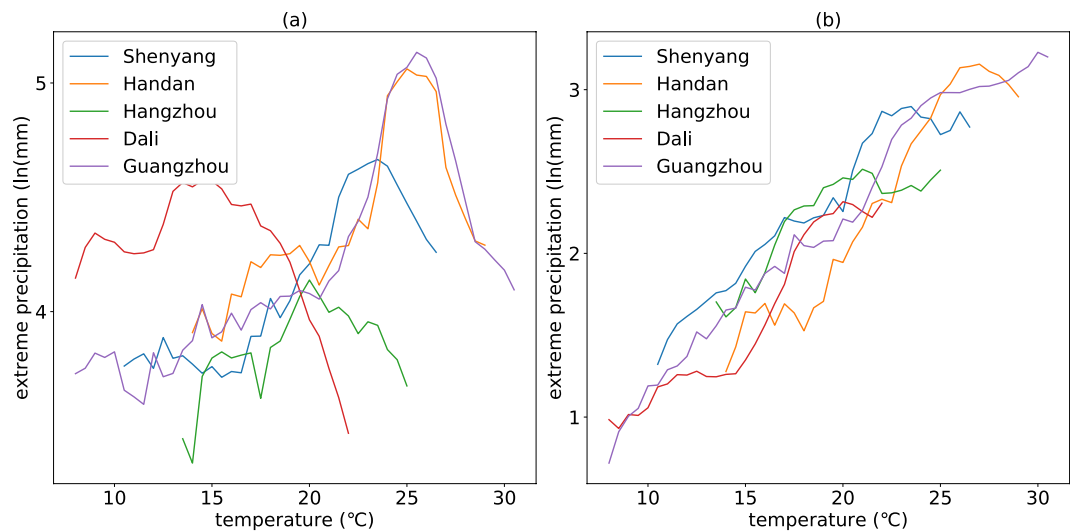 (a)
extreme precipitation (ln(mm)
5
4
Shenyang
Handan
Hangzhou
Dali
Guangzhou
10 15 20 25 30
temperature (℃)
(b)
extreme precipitation (ln(mm)
3
2
1
Shenyang
Handan
Hangzhou
Dali
Guangzhou
10 15 20 25 30
temperature (℃)